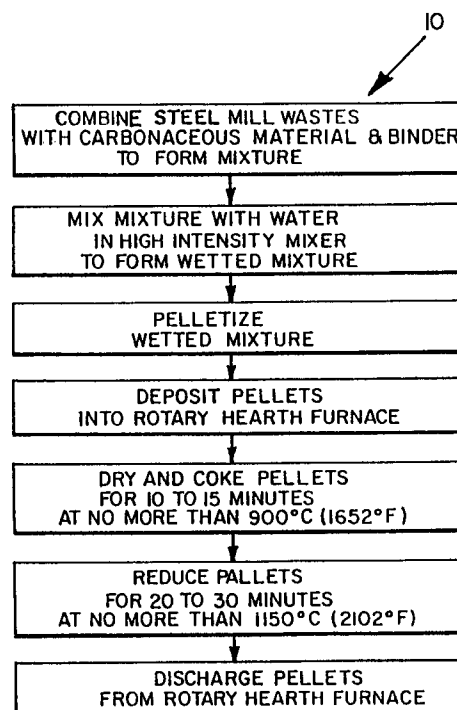 10
COMBINE STEEL MILL WASTES
WITH CARBONACEOUS MATERIAL & BINDER
TO FORM MIXTURE
MIX MIXTURE WITH WATER
IN HIGH INTENSITY MIXER
TO FORM WETTED MIXTURE
PELLETIZE
WETTED MIXTURE
DEPOSIT PELLETS
INTO ROTARY HEARTH FURNACE
DRY AND COKE PELLETS
FOR 10 TO 15 MINUTES
AT NO MORE THAN 900°C (1652°F)
REDUCE PALLETS
FOR 20 TO 30 MINUTES
AT NO MORE THAN 1150°C (2102°F)
DISCHARGE PELLETS
FROM ROTARY HEARTH FURNACE